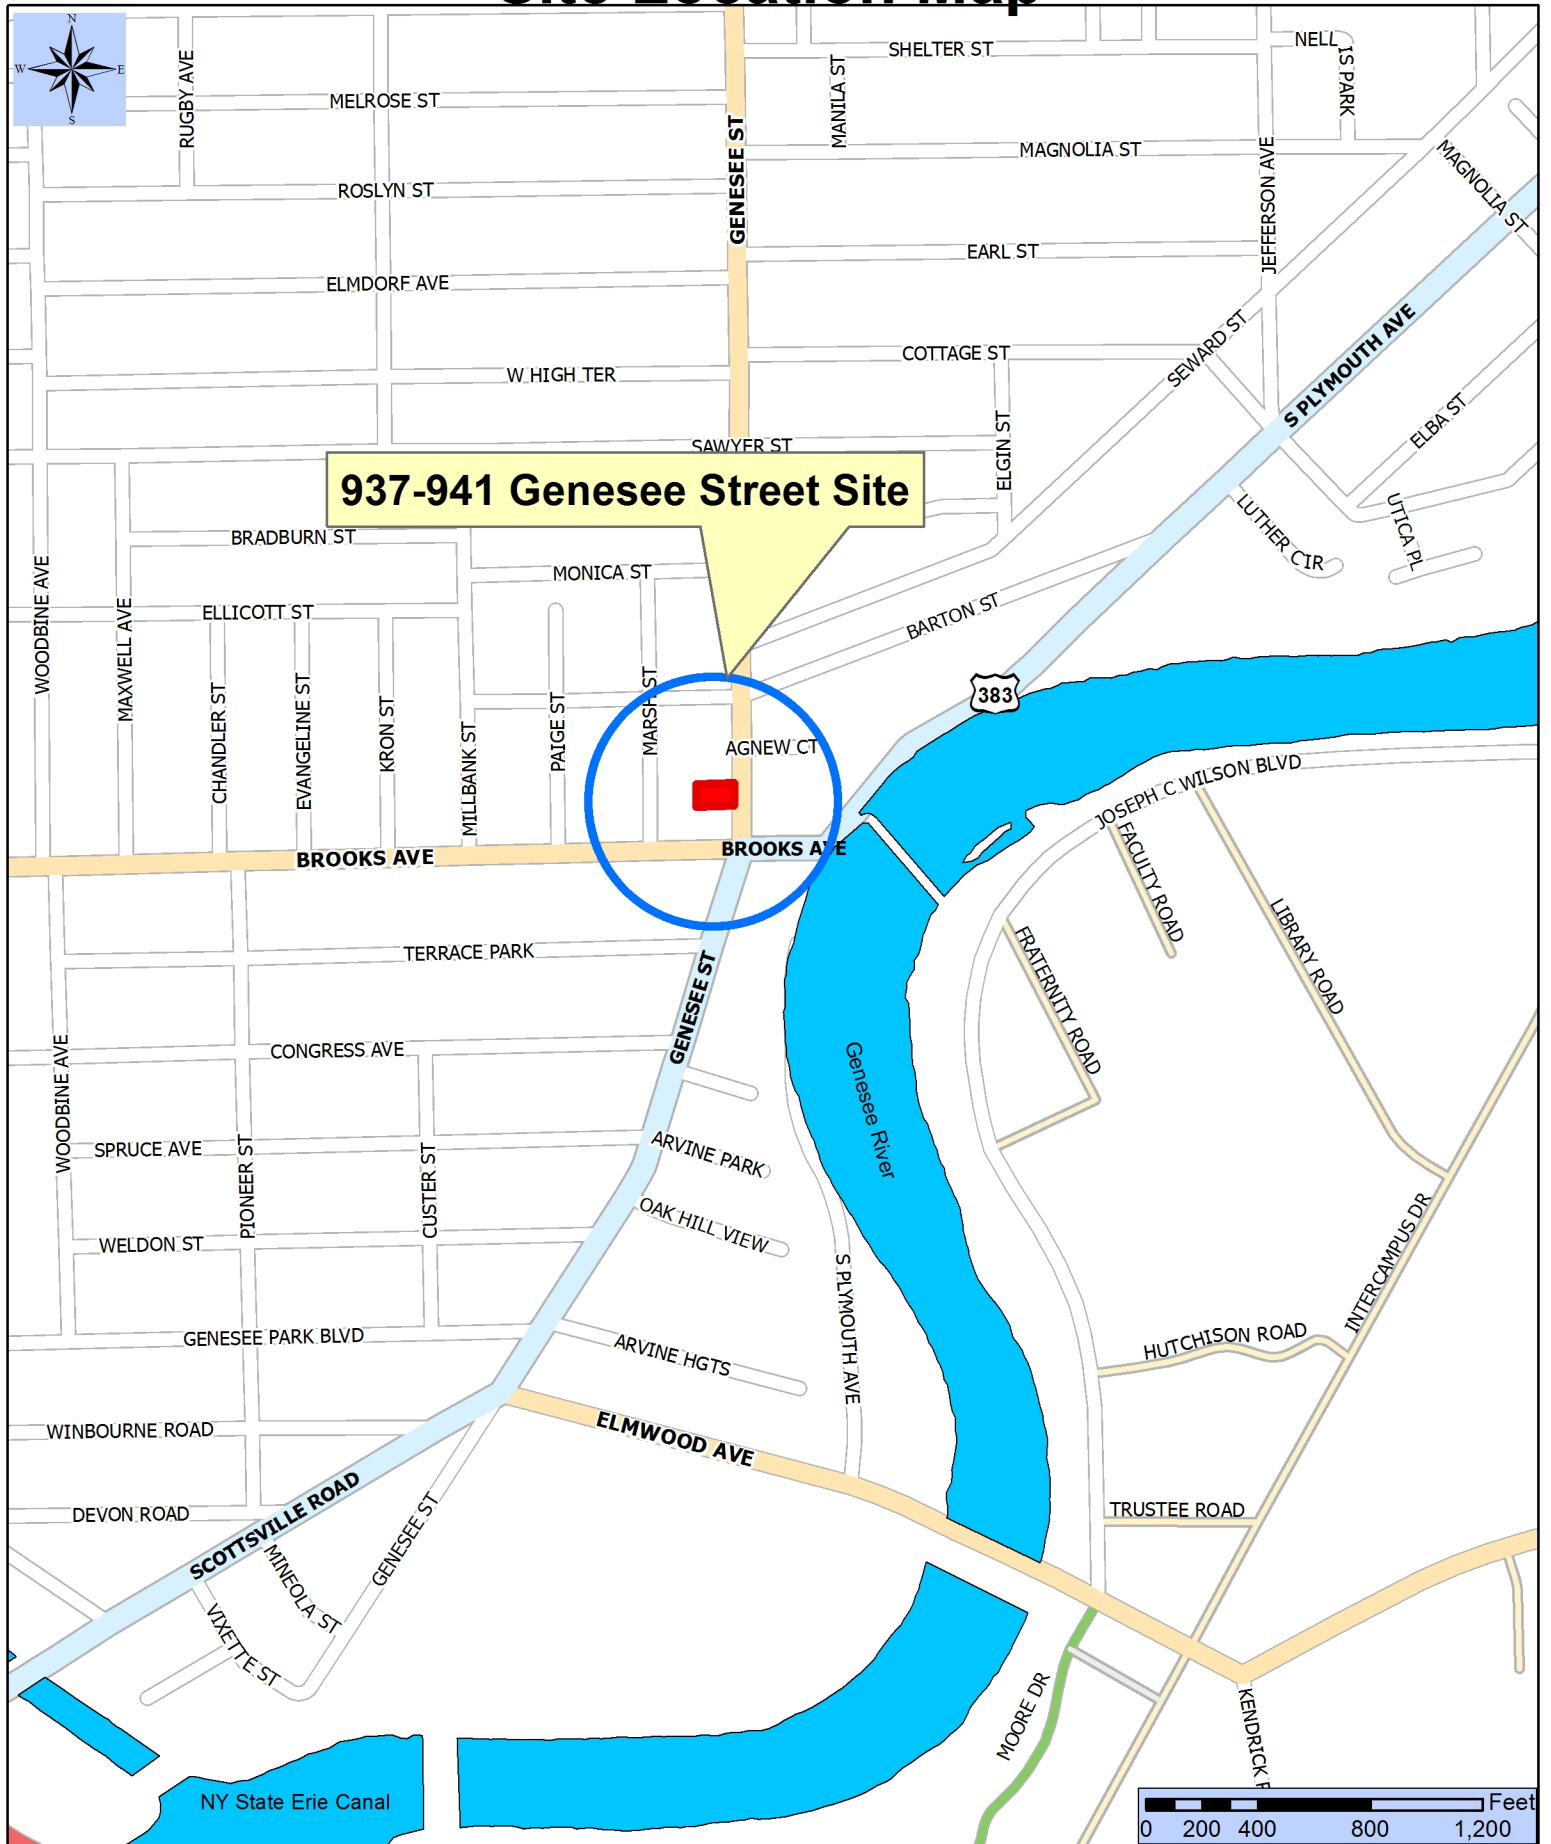 Site Location Map
N
W
E
S
SHELTER ST
NELL
IS PARK
RUGBY AVE
MELROSE ST
MANILA ST
GENESEE ST
MAGNOLIA ST
JEFFERSON AVE
MAGNOLIA ST
ROSLYN ST
EARL ST
ELMDORF AVE
S PLYMOUTH AVE
SEWARD ST
COTTAGE ST
W HIGH TER
ELBA ST
ELGIN ST
SAWYER ST
937-941 Genesee Street Site
LUTHER CIR
UTICA PL
BRADBURN ST
MONICA ST
WOODBINE AVE
MAXWELL AVE
ELLICOTT ST
BARTON ST
383
CHANDLER ST
EVANGELINE ST
KRON ST
MILLBANK ST
PAIGE ST
MARSH ST
AGNEW CT
JOSEPH C WILSON BLVD
BROOKS AVE
BROOKS AVE
FACULTY ROAD
LIBRARY ROAD
FRATERNITY ROAD
TERRACE PARK
GENESEE ST
Genesee River
CONGRESS AVE
WOODBINE AVE
SPRUCE AVE
PIONEER ST
CUSTER ST
ARVINE PARK
OAK HILL VIEW
WELDON ST
S PLYMOUTH AVE
INTERCAMPUS DR
GENESEE PARK BLVD
ARVINE HGTS
HUTCHISON ROAD
WINBOURNE ROAD
ELMWOOD AVE
SCOTTSVILLE ROAD
DEVON ROAD
GENESEE ST
TRUSTEE ROAD
MINEOLA ST
VIXETTE ST
MOORE DR
KENDRICK R
NY State Erie Canal
Feet
0 200 400 800 1,200